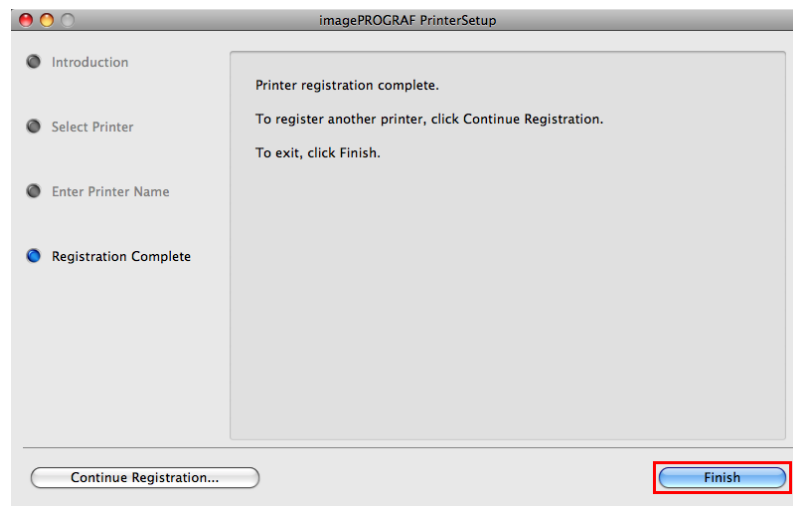 imagePROGRAF PrinterSetup
Introduction
Select Printer
Enter Printer Name
Registration Complete
Printer registration complete.
To register another printer, click Continue Registration.
To exit, click Finish.
Continue Registration...
Finish